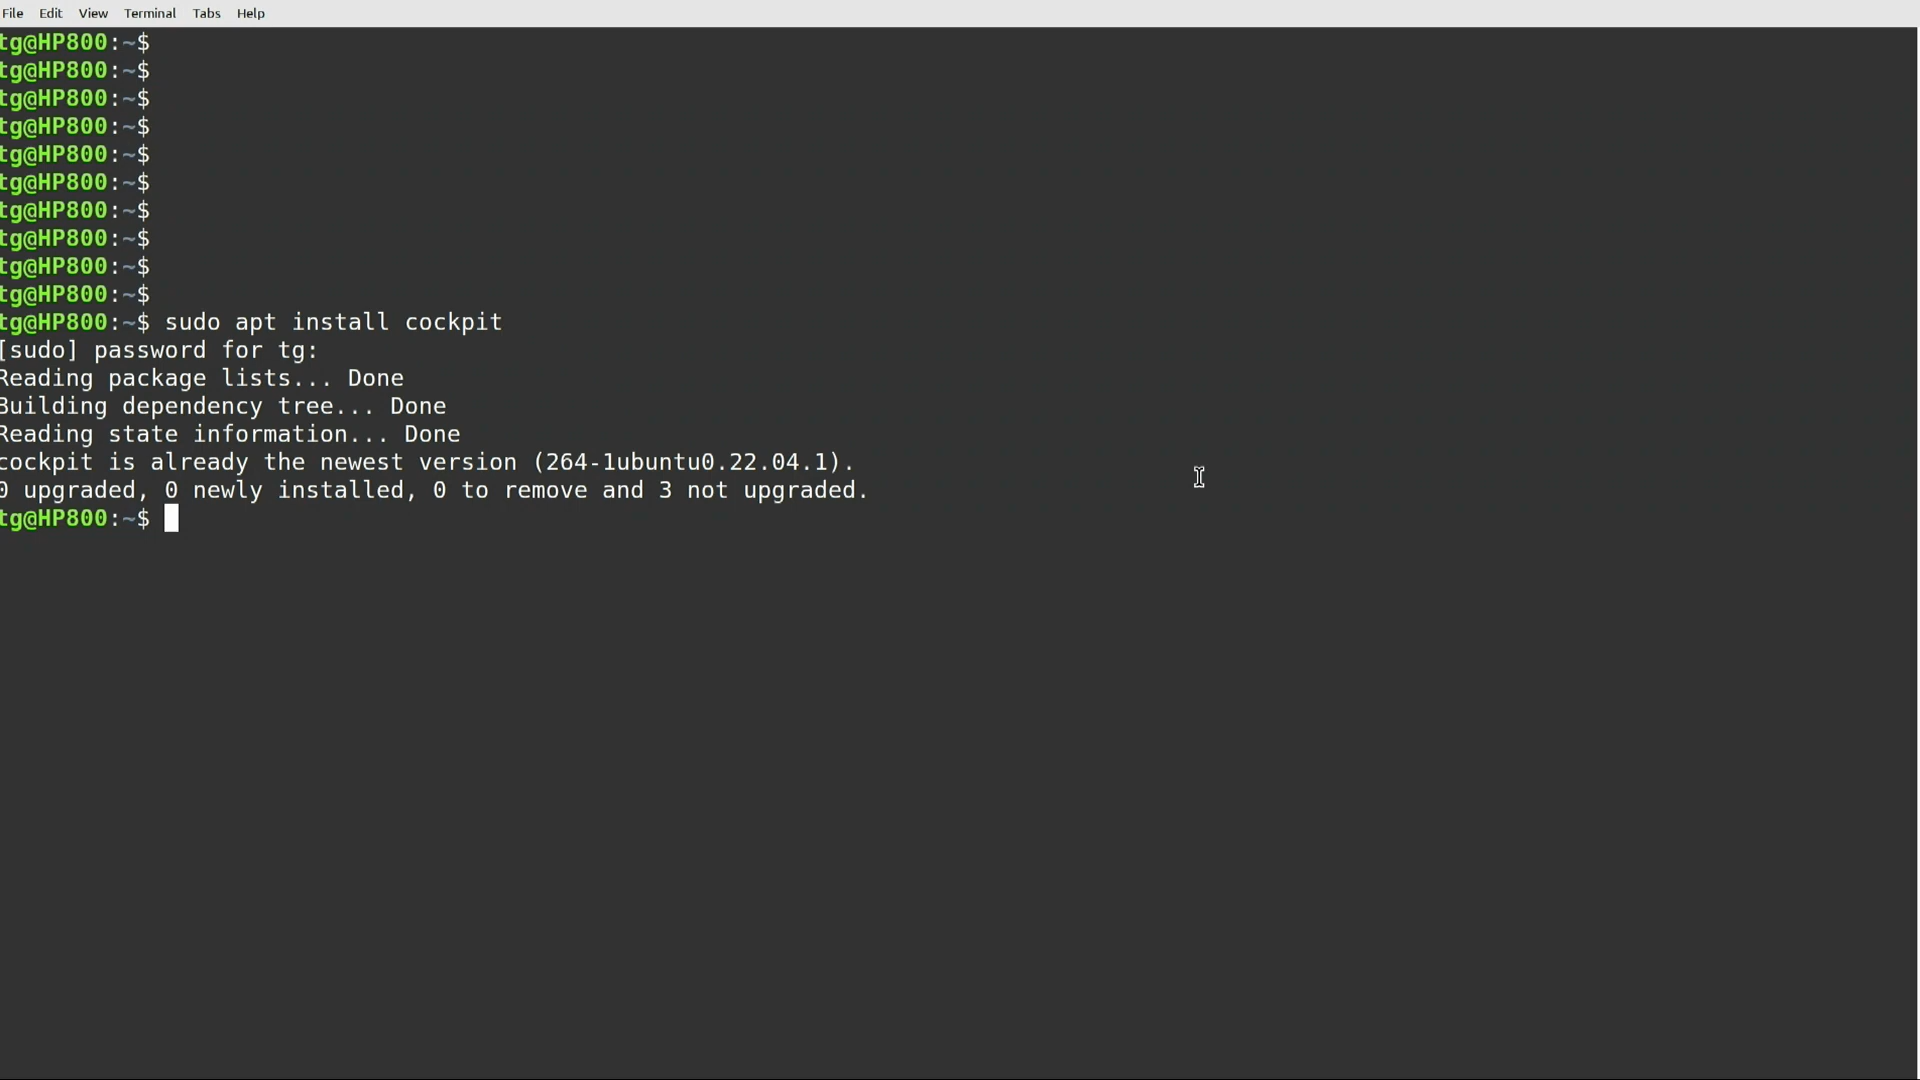 File Edit View Terminal Tabs Help
tg@HP800:~$
tg@HP800:~$
tg@HP800:~$
tg@HP800:~$
tg@HP800:~$
tg@HP800:~$
tg@HP800:~$
tg@HP800:~$
tg@HP800:~$
tg@HP800:~$
tg@HP800:~$ sudo apt install cockpit
[sudo] password for tg:
Reading package lists... Done
Building dependency tree... Done
Reading state information... Done
cockpit is already the newest version (264-1ubuntu0.22.04.1).
0 upgraded, 0 newly installed, 0 to remove and 3 not upgraded.
tg@HP800:~$